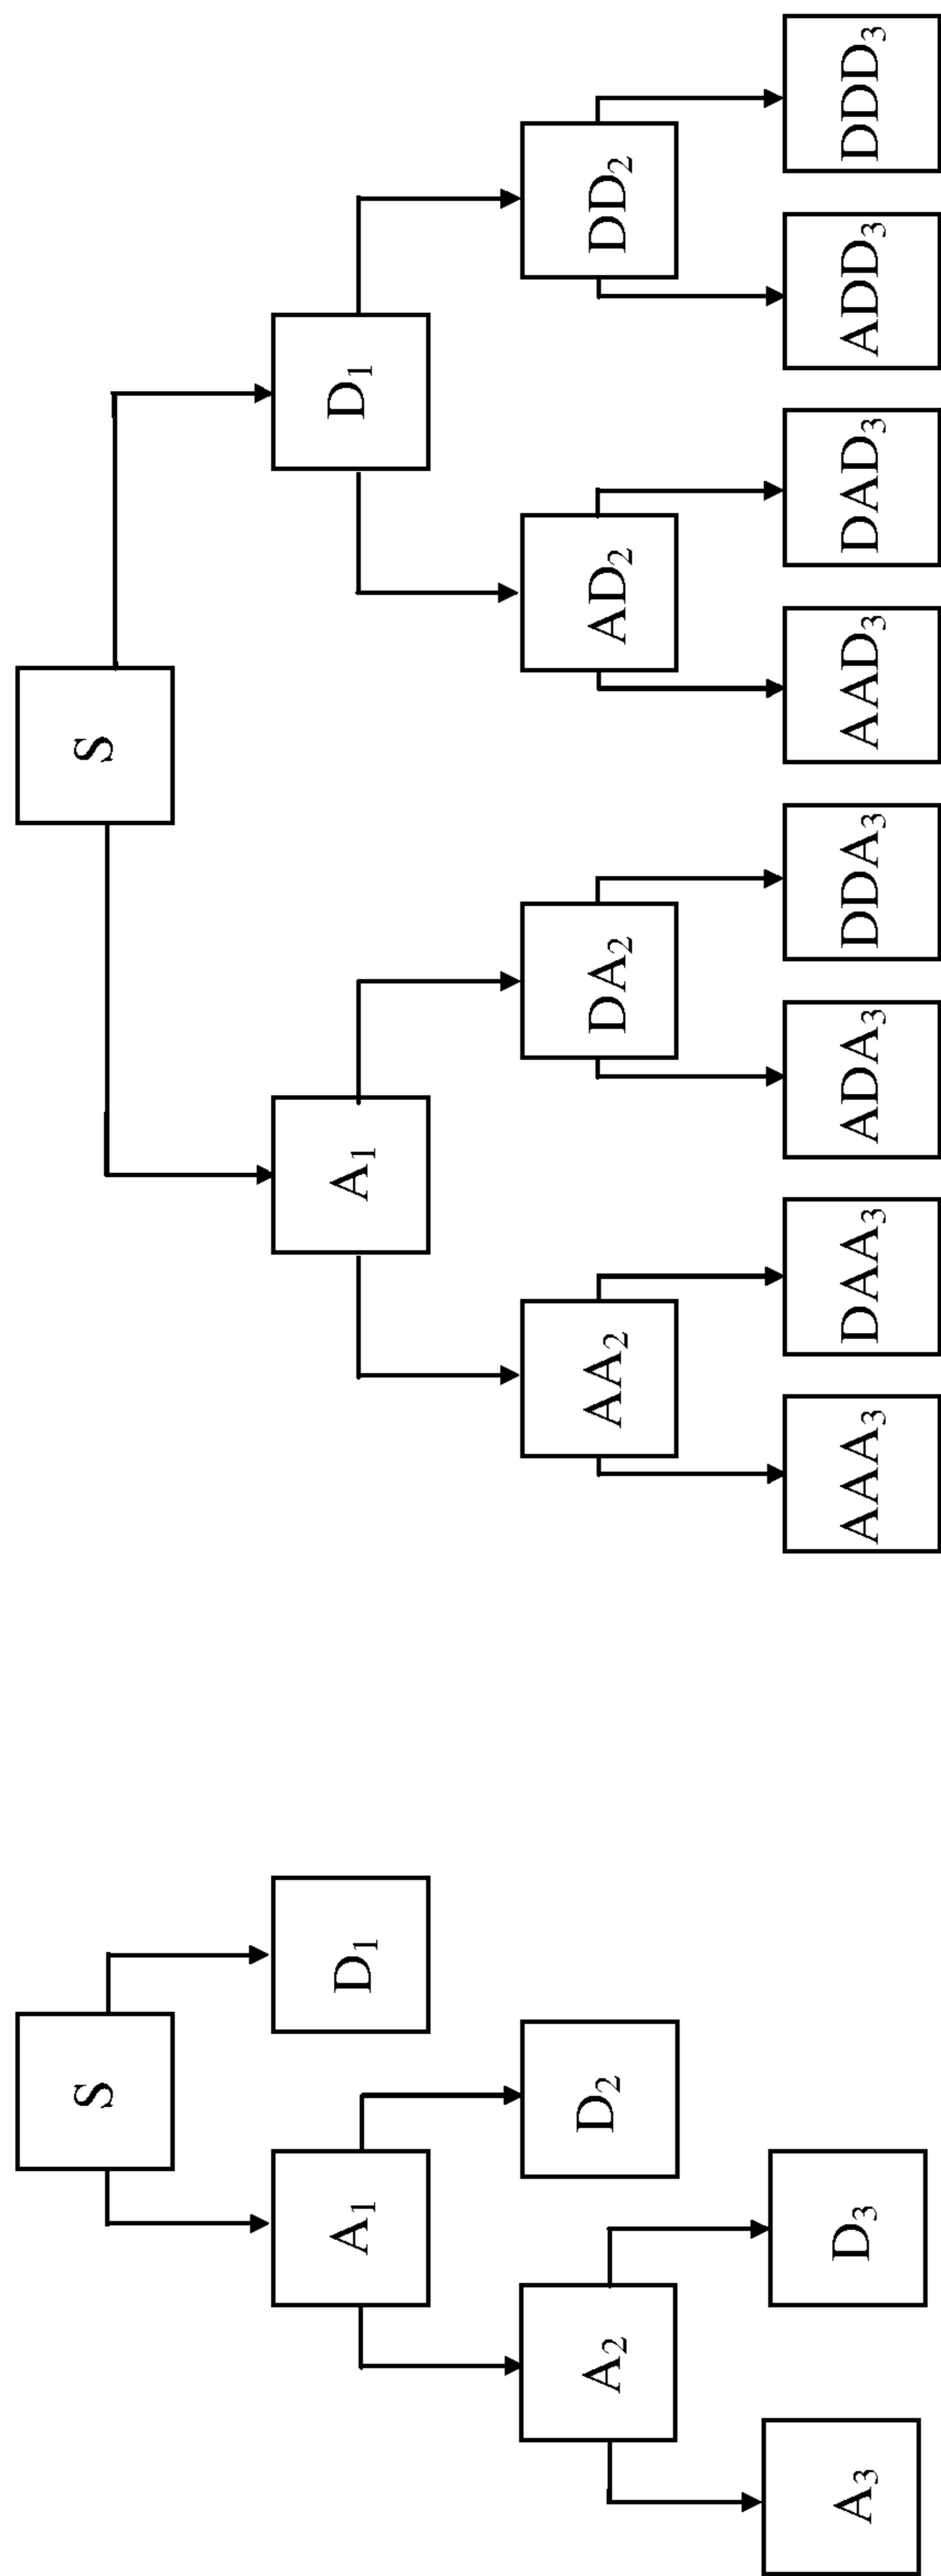 S
A₁ D₁
A₂ D₂
A₃ D₃
S
A₁ D₁
AA₂ DA₂ AD₂ DD₂
AAA₃ DAA₃ ADA₃ DDA₃ AAD₃ DAD₃ ADD₃ DDD₃